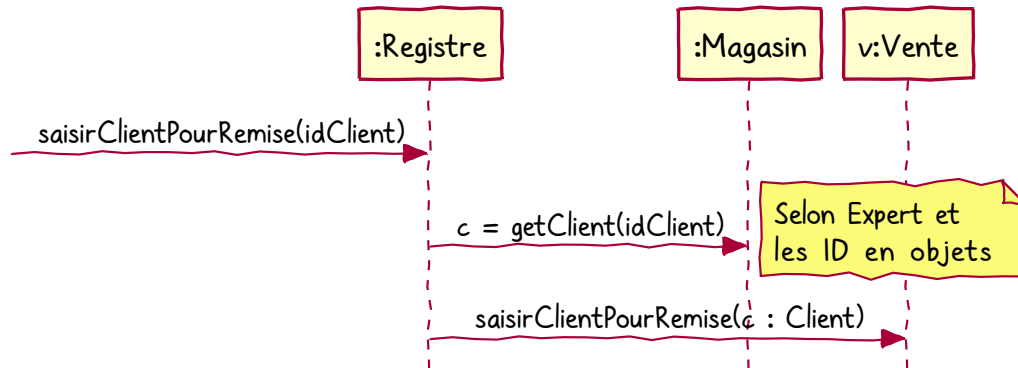 :Registre
:Magasin
v:Vente
saisirClientPourRemise(idClient)
c = getClient(idClient)
Selon Expert et
les ID en objets
saisirClientPourRemise(c : Client)